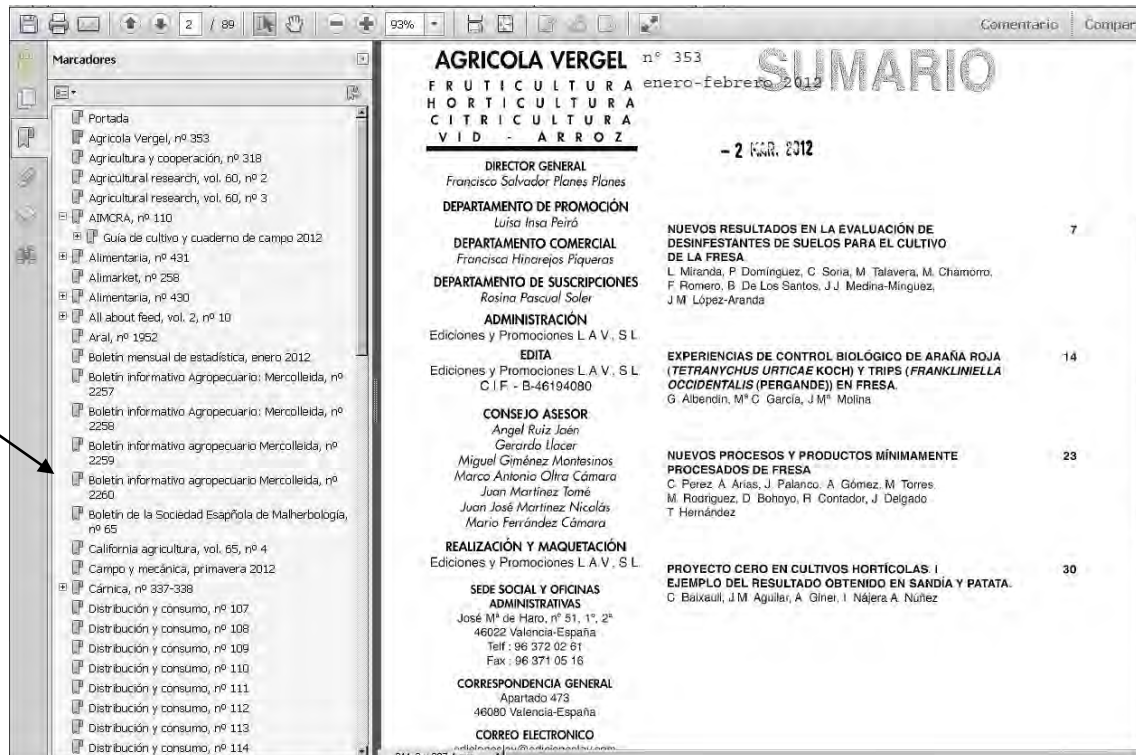 2 / 89
93%
Comentario
Compar
Marcadores
Portada
Agricola Vergel, nº 353
Agricultura y cooperación, nº 318
Agricultural research, vol. 60, nº 2
Agricultural research, vol. 60, nº 3
AIMCRA, nº 110
Guía de cultivo y cuaderno de campo 2012
Alimentaria, nº 431
Alimarket, nº 258
Alimentaria, nº 430
All about feed, vol. 2, nº 10
Aral, nº 1952
Boletín mensual de estadística, enero 2012
Boletín informativo Agropecuario: Mercolleida, nº
2257
Boletín informativo Agropecuario: Mercolleida, nº
2258
Boletín informativo agropecuario Mercolleida, nº
2259
Boletín informativo agropecuario Mercolleida, nº
2260
Boletín de la Sociedad Esapñola de Malherbología,
nº 65
California agricultura, vol. 65, nº 4
Campo y mecánica, primavera 2012
Cárnica, nº 337-338
Distribución y consumo, nº 107
Distribución y consumo, nº 108
Distribución y consumo, nº 109
Distribución y consumo, nº 110
Distribución y consumo, nº 111
Distribución y consumo, nº 112
Distribución y consumo, nº 113
Distribución y consumo, nº 114
AGRICOLA VERGEL
FRUTICULTURA
HORTICULTURA
CITRICULTURA
VID - ARROZ
nº 353
enero-febrero 2012
SUMARIO
- 2 MAR. 2012
DIRECTOR GENERAL
Francisco Salvador Planes Planes
DEPARTAMENTO DE PROMOCIÓN
Luisa Insa Peiró
DEPARTAMENTO COMERCIAL
Francisca Hinarejos Piqueras
DEPARTAMENTO DE SUSCRIPCIONES
Rosina Pascual Soler
ADMINISTRACIÓN
Ediciones y Promociones L.A.V., S.L.
EDITA
Ediciones y Promociones L.A.V., S.L.
C.I.F. - B-46194080
CONSEJO ASESOR
Angel Ruiz Jaén
Gerardo Llacer
Miguel Giménez Montesinos
Marco Antonio Oltra Cámara
Juan Martínez Tomé
Juan José Martínez Nicolás
Mario Ferrández Cámara
REALIZACIÓN Y MAQUETACIÓN
Ediciones y Promociones L.A.V., S.L.
SEDE SOCIAL Y OFICINAS
ADMINISTRATIVAS
José Mª de Haro, nº 51, 1º, 2ª
46022 Valencia-España
Telf: 96 372 02 61
Fax: 96 371 05 16
CORRESPONDENCIA GENERAL
Apartado 473
46080 Valencia-España
CORREO ELECTRONICO
NUEVOS RESULTADOS EN LA EVALUACIÓN DE 7
DESINFESTANTES DE SUELOS PARA EL CULTIVO
DE LA FRESA
L. Miranda, P. Domínguez, C. Soria, M. Talavera, M. Chamorro,
F. Romero, B. De Los Santos, J.J. Medina-Minguez,
J.M. López-Aranda
EXPERIENCIAS DE CONTROL BIOLÓGICO DE ARAÑA ROJA 14
(TETRANYCHUS URTICAE KOCH) Y TRIPS (FRANKLINIELLA
OCCIDENTALIS (PERGANDE)) EN FRESA.
G. Albendín, Mª C. García, J.Mª Molina
NUEVOS PROCESOS Y PRODUCTOS MÍNIMAMENTE 23
PROCESADOS DE FRESA
C. Perez, A. Arias, J. Palanco, A. Gómez, M. Torres
M. Rodriguez, D. Bohoyo, R. Contador, J. Delgado
T. Hernández
PROYECTO CERO EN CULTIVOS HORTÍCOLAS. I 30
EJEMPLO DEL RESULTADO OBTENIDO EN SANDÍA Y PATATA.
C. Baixauli, J.M. Aguilar, A. Giner, I. Nájera A. Núñez